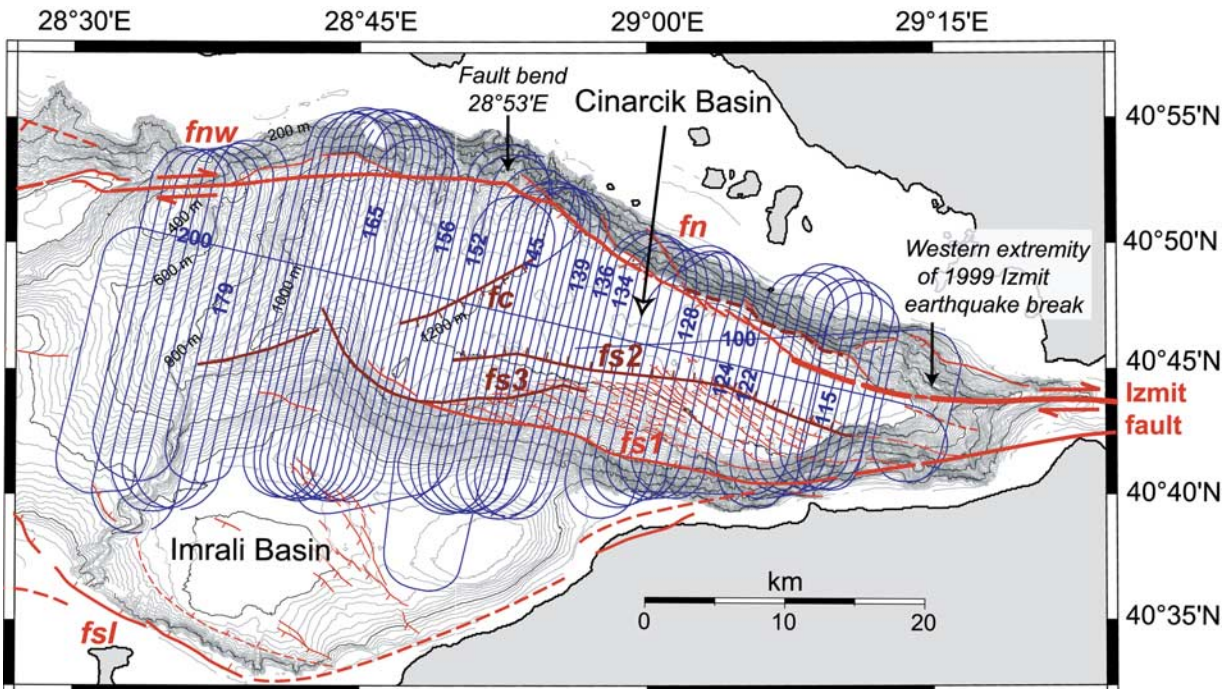 28°30'E
28°45'E
29°00'E
29°15'E
Fault bend
28°53'E
Cinarcik Basin
40°55'N
fnw
200 m
400 m
165
156
152
145
fn
40°50'N
200
600 m
179
1000 m
139
136
134
Western extremity
of 1999 Izmit
earthquake break
fc
1200 m
128
100
800 m
fs2
40°45'N
fs3
124
122
115
Izmit
fault
fs1
40°40'N
Imrali Basin
km
0
10
20
40°35'N
fsI